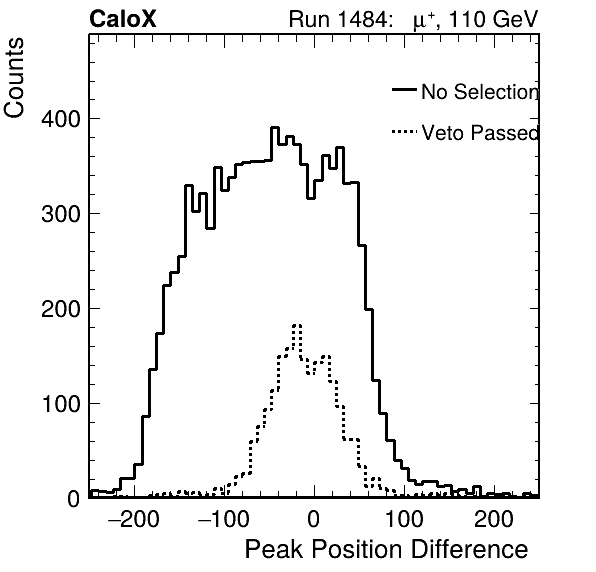 CaloX Run 1484: μ⁺, 110 GeV
Counts
No Selection
Veto Passed
400
300
200
100
0
−200 −100 0 100 200
Peak Position Difference